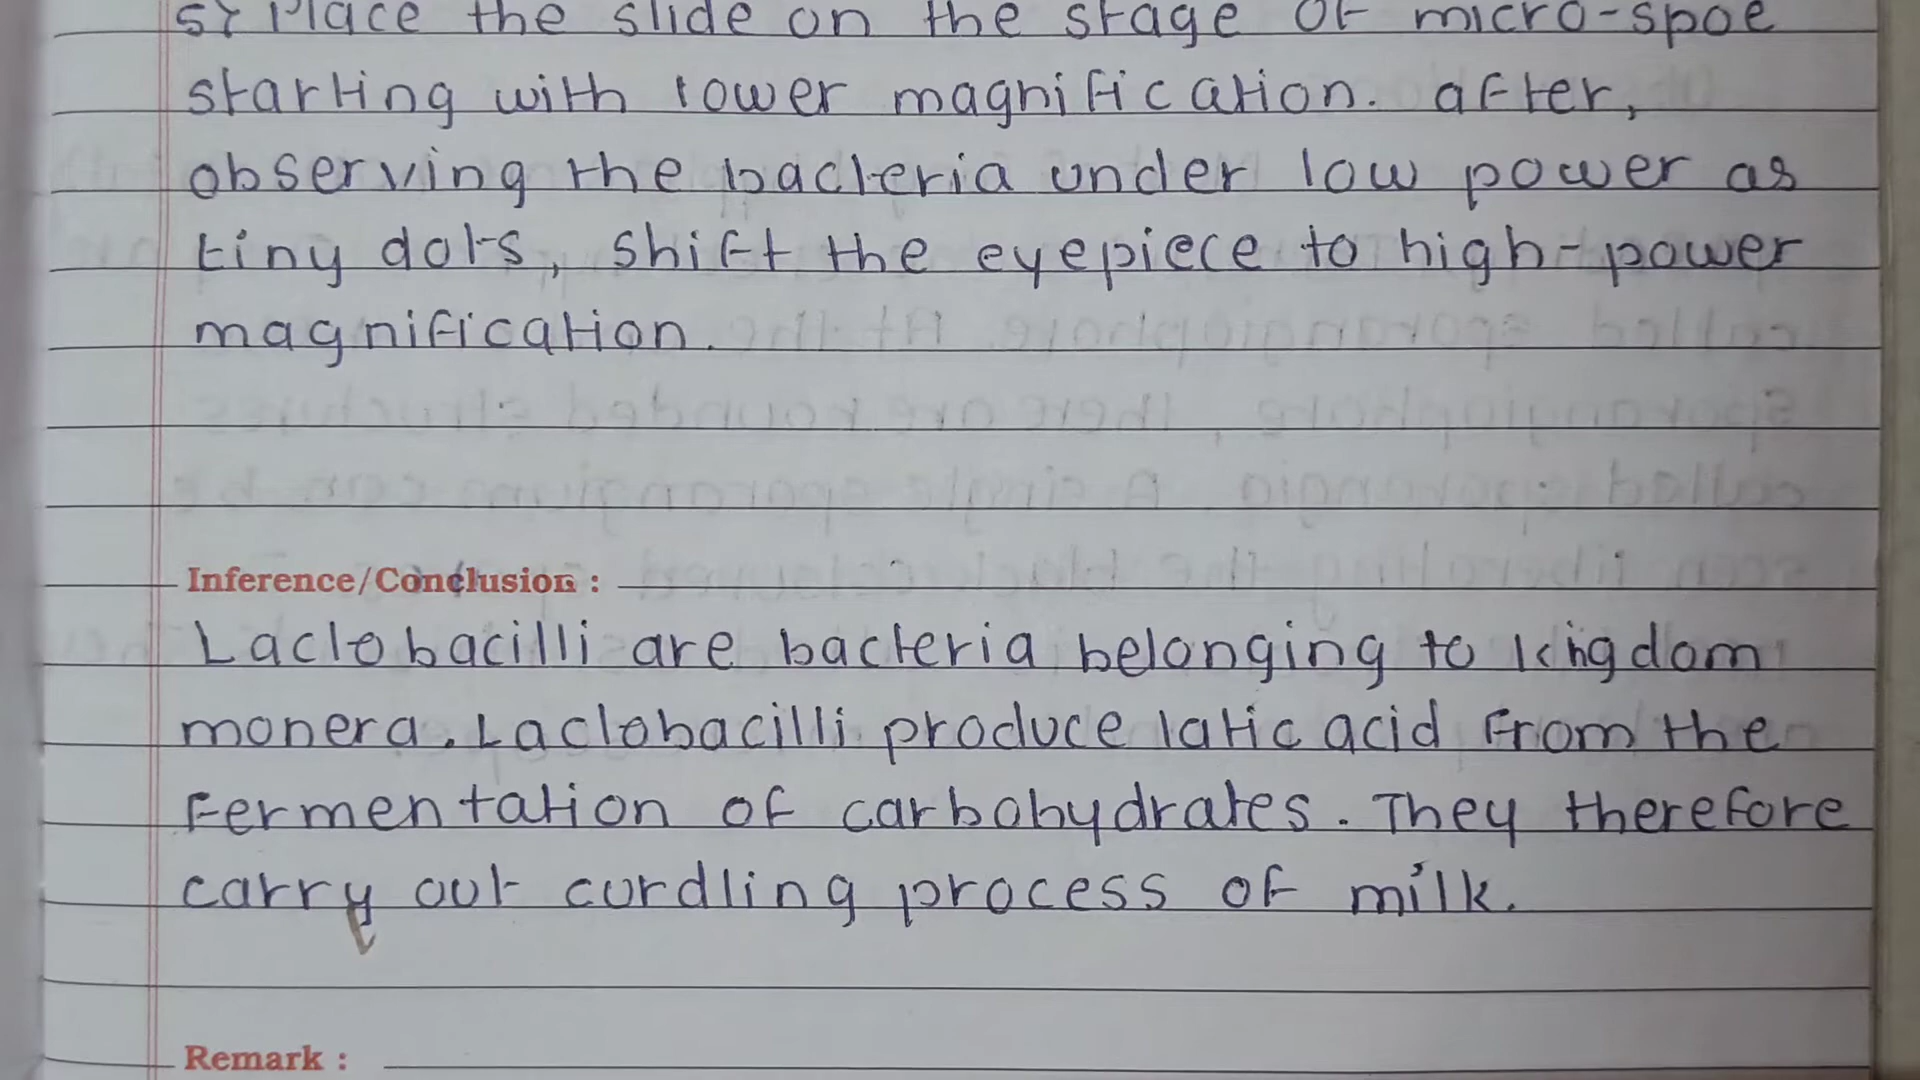 5) Place the slide on the stage of micro-spoe
starting with lower magnification. after,
observing the bacteria under low power as
tiny dots, shift the eyepiece to high-power
magnification.
Inference/Conclusion :
Lactobacilli are bacteria belonging to kingdom
monera. Lactobacilli produce latic acid from the
Fermentation of carbohydrates. They therefore
carry out curdling process of milk.
Remark :